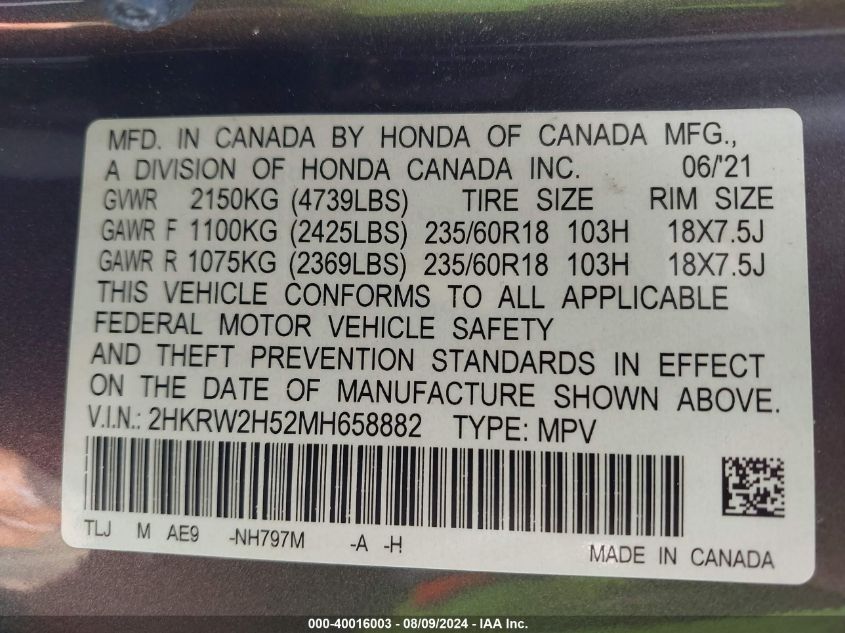 MFD. IN CANADA BY HONDA OF CANADA MFG.,
A DIVISION OF HONDA CANADA INC. 06/'21
GVWR 2150KG (4739LBS) TIRE SIZE RIM SIZE
GAWR F 1100KG (2425LBS) 235/60R18 103H 18X7.5J
GAWR R 1075KG (2369LBS) 235/60R18 103H 18X7.5J
THIS VEHICLE CONFORMS TO ALL APPLICABLE
FEDERAL MOTOR VEHICLE SAFETY
AND THEFT PREVENTION STANDARDS IN EFFECT
ON THE DATE OF MANUFACTURE SHOWN ABOVE.
V.I.N.: 2HKRW2H52MH658882 TYPE: MPV
TLJ M AE9 -NH797M -A -H
MADE IN CANADA
000-40016003 - 08/09/2024 - IAA Inc.